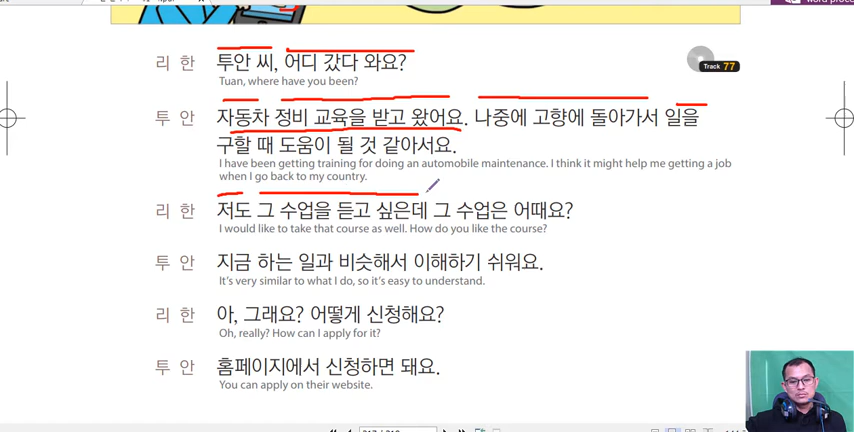 리 한 투안 씨, 어디 갔다 와요?
Tuan, where have you been?
Track 77
투 안 자동차 정비 교육을 받고 왔어요. 나중에 고향에 돌아가서 일을
구할 때 도움이 될 것 같아서요.
I have been getting training for doing an automobile maintenance. I think it might help me getting a job
when I go back to my country.
리 한 저도 그 수업을 듣고 싶은데 그 수업은 어때요?
I would like to take that course as well. How do you like the course?
투 안 지금 하는 일과 비슷해서 이해하기 쉬워요.
It's very similar to what I do, so it's easy to understand.
리 한 아, 그래요? 어떻게 신청해요?
Oh, really? How can I apply for it?
투 안 홈페이지에서 신청하면 돼요.
You can apply on their website.